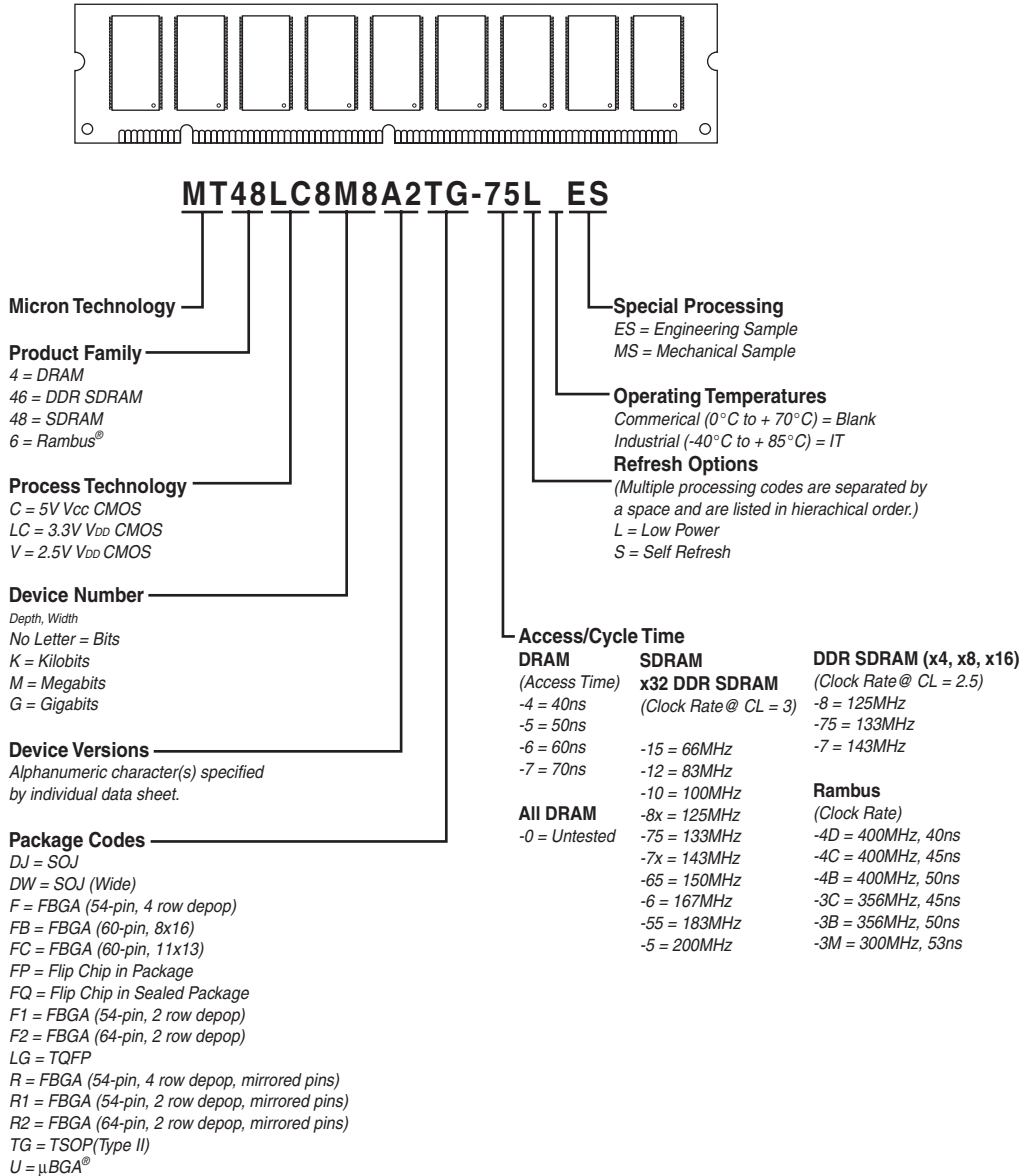 MT48LC8M8A2TG-75L ES
Micron Technology
Product Family
4 = DRAM
46 = DDR SDRAM
48 = SDRAM
6 = Rambus®
Process Technology
C = 5V Vcc CMOS
LC = 3.3V VDD CMOS
V = 2.5V VDD CMOS
Device Number
Depth, Width
No Letter = Bits
K = Kilobits
M = Megabits
G = Gigabits
Device Versions
Alphanumeric character(s) specified
by individual data sheet.
Package Codes
DJ = SOJ
DW = SOJ (Wide)
F = FBGA (54-pin, 4 row depop)
FB = FBGA (60-pin, 8x16)
FC = FBGA (60-pin, 11x13)
FP = Flip Chip in Package
FQ = Flip Chip in Sealed Package
F1 = FBGA (54-pin, 2 row depop)
F2 = FBGA (64-pin, 2 row depop)
LG = TQFP
R = FBGA (54-pin, 4 row depop, mirrored pins)
R1 = FBGA (54-pin, 2 row depop, mirrored pins)
R2 = FBGA (64-pin, 2 row depop, mirrored pins)
TG = TSOP(Type II)
U = µBGA®
Special Processing
ES = Engineering Sample
MS = Mechanical Sample
Operating Temperatures
Commerical (0°C to + 70°C) = Blank
Industrial (-40°C to + 85°C) = IT
Refresh Options
(Multiple processing codes are separated by
a space and are listed in hierachical order.)
L = Low Power
S = Self Refresh
Access/Cycle Time
DRAM
(Access Time)
-4 = 40ns
-5 = 50ns
-6 = 60ns
-7 = 70ns
All DRAM
-0 = Untested
SDRAM
x32 DDR SDRAM
(Clock Rate@ CL = 3)
-15 = 66MHz
-12 = 83MHz
-10 = 100MHz
-8x = 125MHz
-75 = 133MHz
-7x = 143MHz
-65 = 150MHz
-6 = 167MHz
-55 = 183MHz
-5 = 200MHz
DDR SDRAM (x4, x8, x16)
(Clock Rate@ CL = 2.5)
-8 = 125MHz
-75 = 133MHz
-7 = 143MHz
Rambus
(Clock Rate)
-4D = 400MHz, 40ns
-4C = 400MHz, 45ns
-4B = 400MHz, 50ns
-3C = 356MHz, 45ns
-3B = 356MHz, 50ns
-3M = 300MHz, 53ns